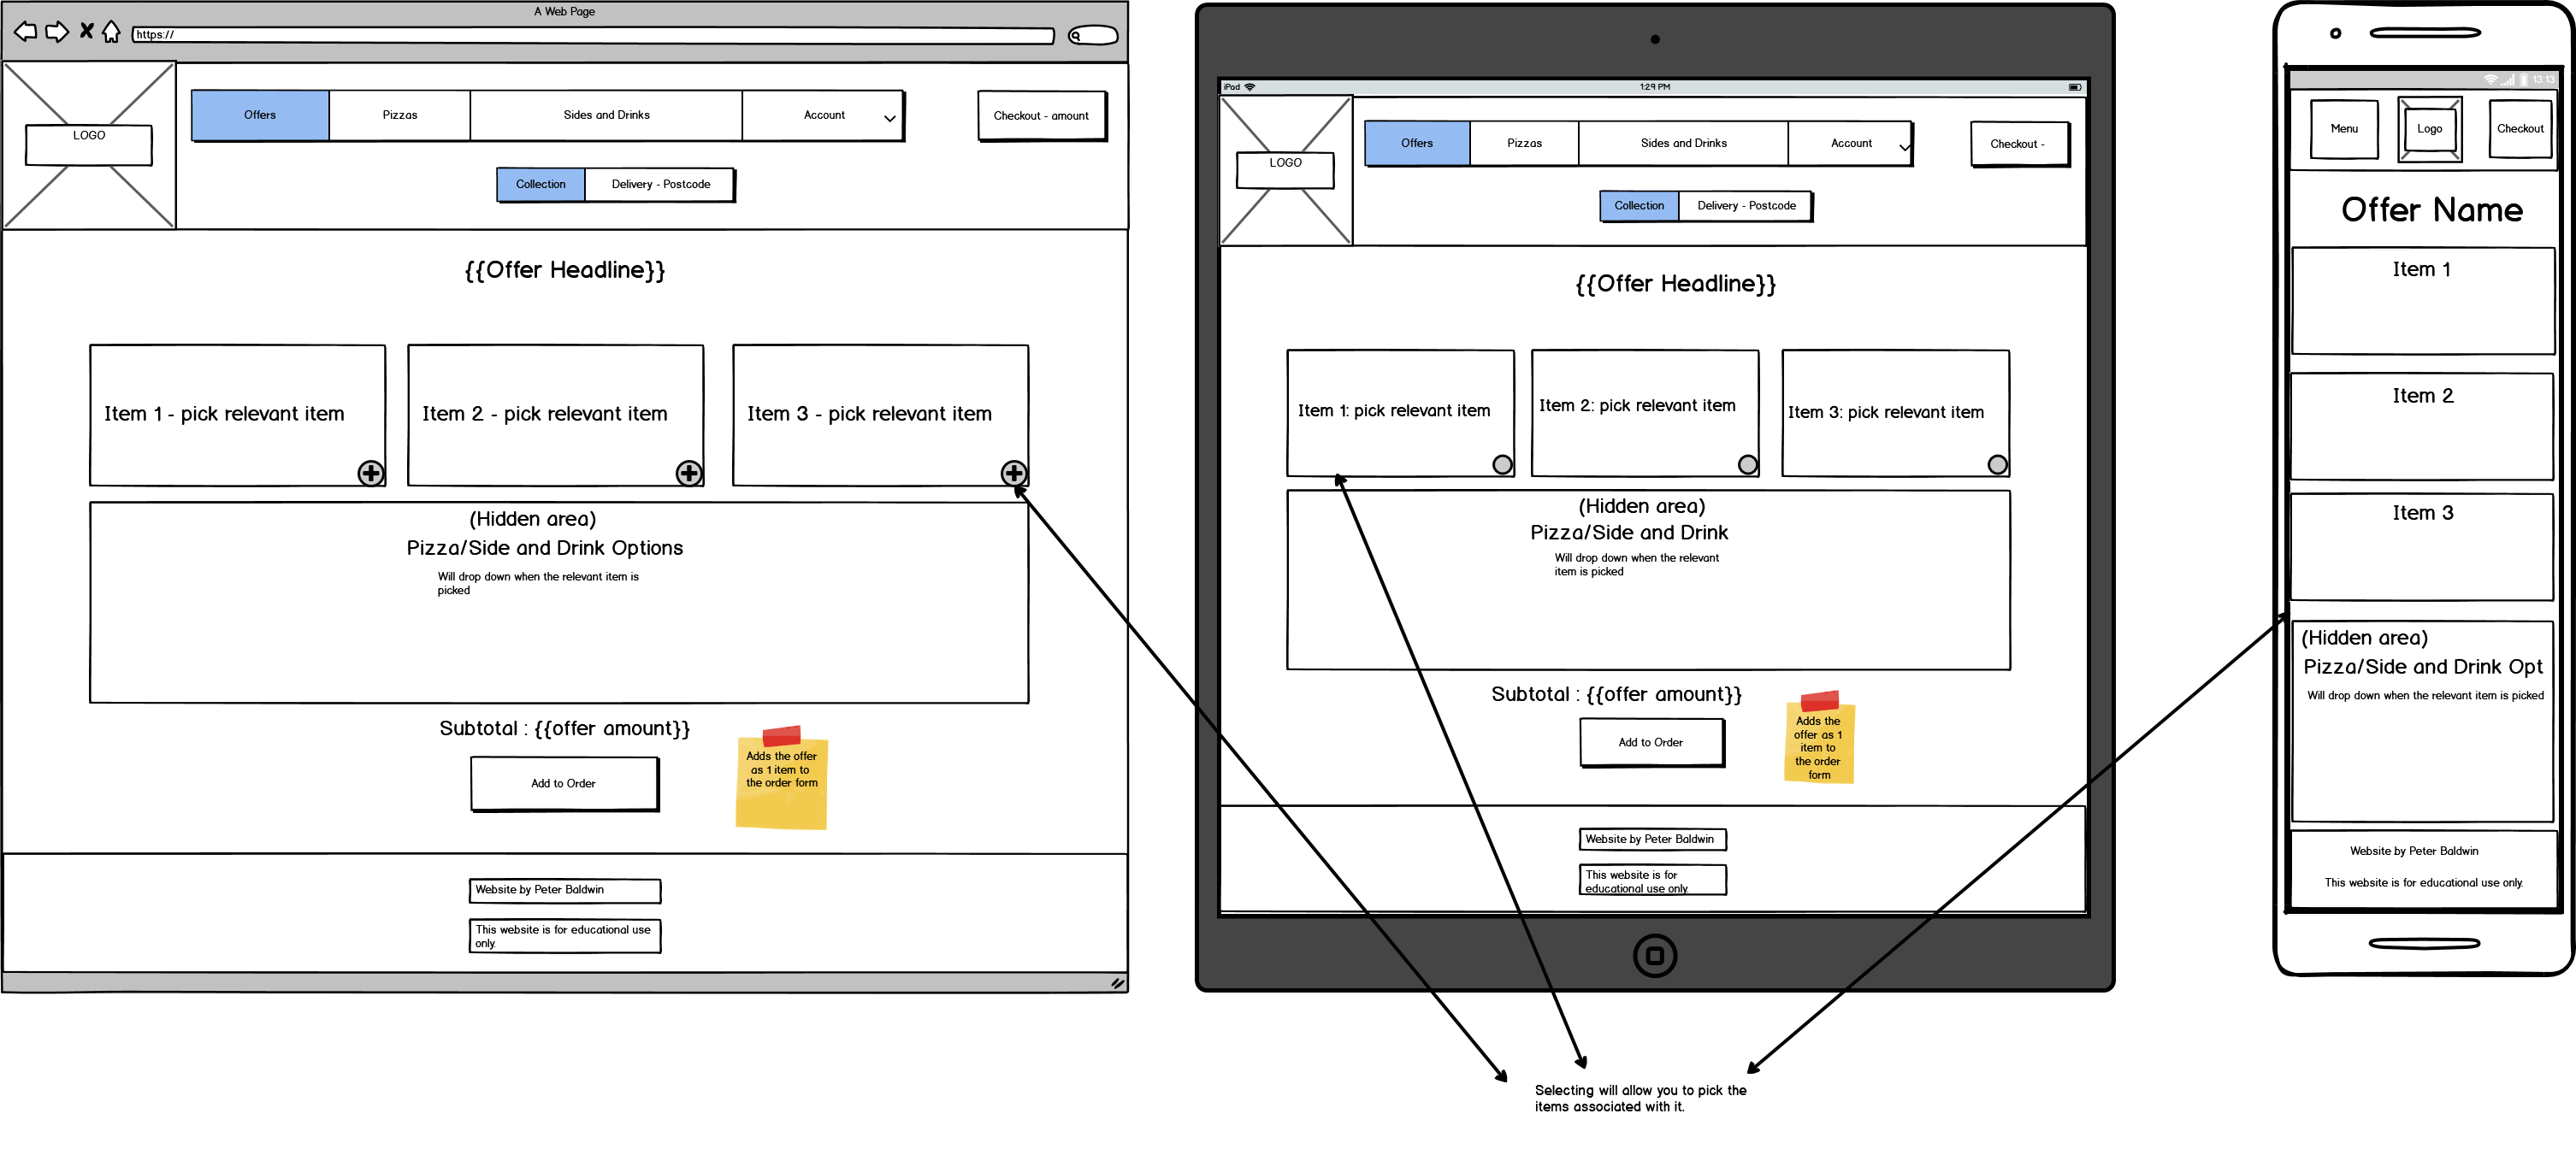 A Web Page
https://
LOGO
Offers
Pizzas
Sides and Drinks
Account
Checkout - amount
Collection
Delivery - Postcode
{{Offer Headline}}
Item 1 - pick relevant item
Item 2 - pick relevant item
Item 3 - pick relevant item
(Hidden area)
Pizza/Side and Drink Options
Will drop down when the relevant item is
picked
Subtotal : {{offer amount}}
Adds the offer
as 1 item to
the order form
Add to Order
Website by Peter Baldwin
This website is for educational use
only.
iPad
1:29 PM
LOGO
Offers
Pizzas
Sides and Drinks
Account
Checkout -
Collection
Delivery - Postcode
{{Offer Headline}}
Item 1: pick relevant item
Item 2: pick relevant item
Item 3: pick relevant item
(Hidden area)
Pizza/Side and Drink
Will drop down when the relevant
item is picked
Subtotal : {{offer amount}}
Adds the
offer as 1
item to
the order
form
Add to Order
Website by Peter Baldwin
This website is for
educational use only.
13:13
Menu
Logo
Checkout
Offer Name
Item 1
Item 2
Item 3
(Hidden area)
Pizza/Side and Drink Opt
Will drop down when the relevant item is picked
Website by Peter Baldwin
This website is for educational use only.
Selecting will allow you to pick the
items associated with it.